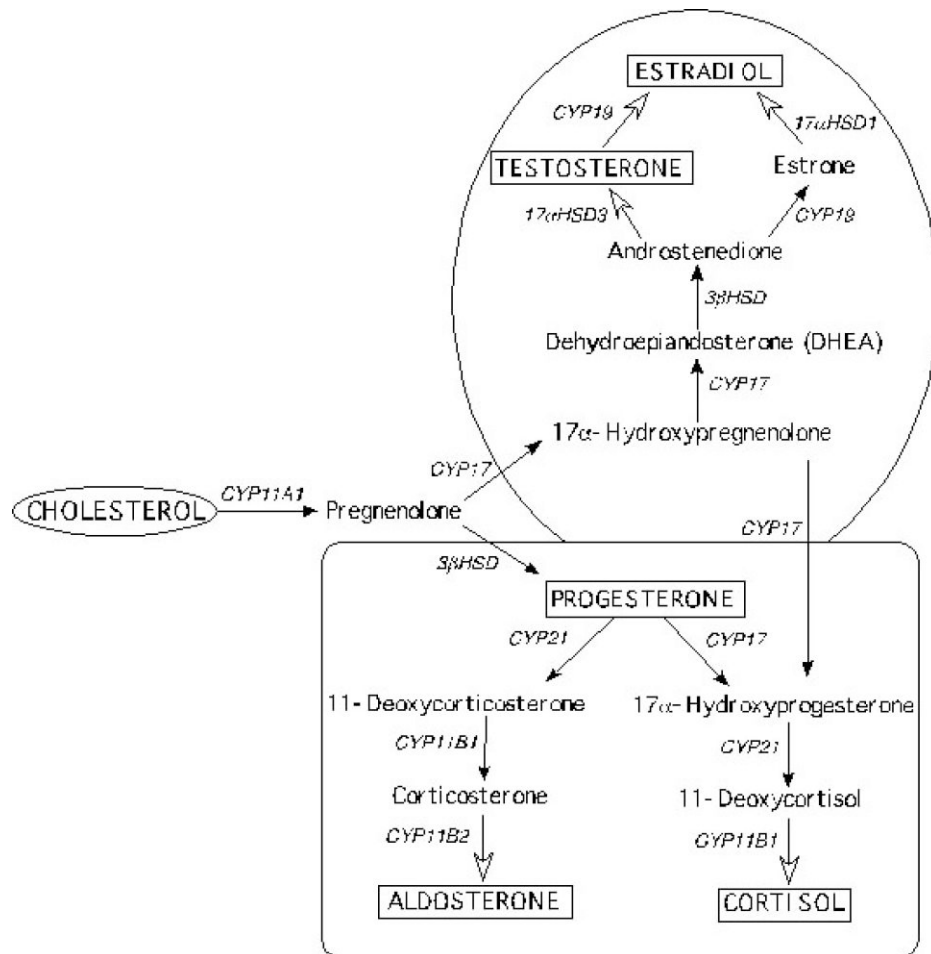 ESTRADIOL
CYP19
17αHSD1
TESTOSTERONE
Estrone
17αHSD3
CYP19
Androstenedione
3βHSD
Dehydroepiandosterone (DHEA)
CYP17
17α- Hydroxypregnenolone
CYP17
CYP11A1
CHOLESTEROL
Pregnenolone
CYP17
3βHSD
PROGESTERONE
CYP21
CYP17
11- Deoxycorticosterone
17α- Hydroxyprogesterone
CYP11B1
CYP21
Corticosterone
11- Deoxycortisol
CYP11B2
CYP11B1
ALDOSTERONE
CORTISOL